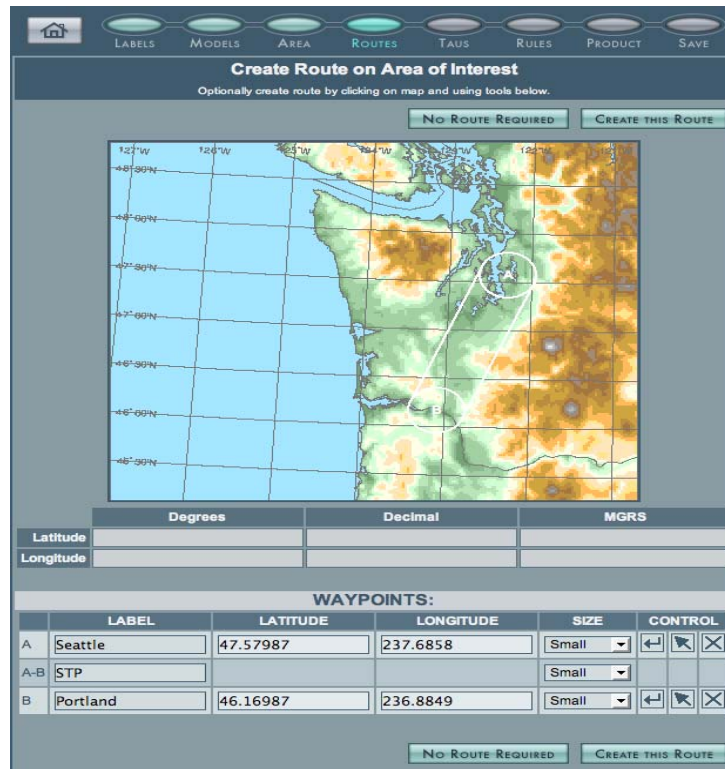 LABELS MODELS AREA ROUTES TAUS RULES PRODUCT SAVE
Create Route on Area of Interest
Optionally create route by clicking on map and using tools below.
NO ROUTE REQUIRED CREATE THIS ROUTE
127°W 126°W 125°W 124°W 123°W 122°W
48°30'N
48°00'N
47°30'N
A
47°00'N
46°30'N
46°00'N
B
45°30'N
Degrees Decimal MGRS
Latitude
Longitude
WAYPOINTS:
LABEL LATITUDE LONGITUDE SIZE CONTROL
A Seattle 47.57987 237.6858 Small
A-B STP Small
B Portland 46.16987 236.8849 Small
NO ROUTE REQUIRED CREATE THIS ROUTE